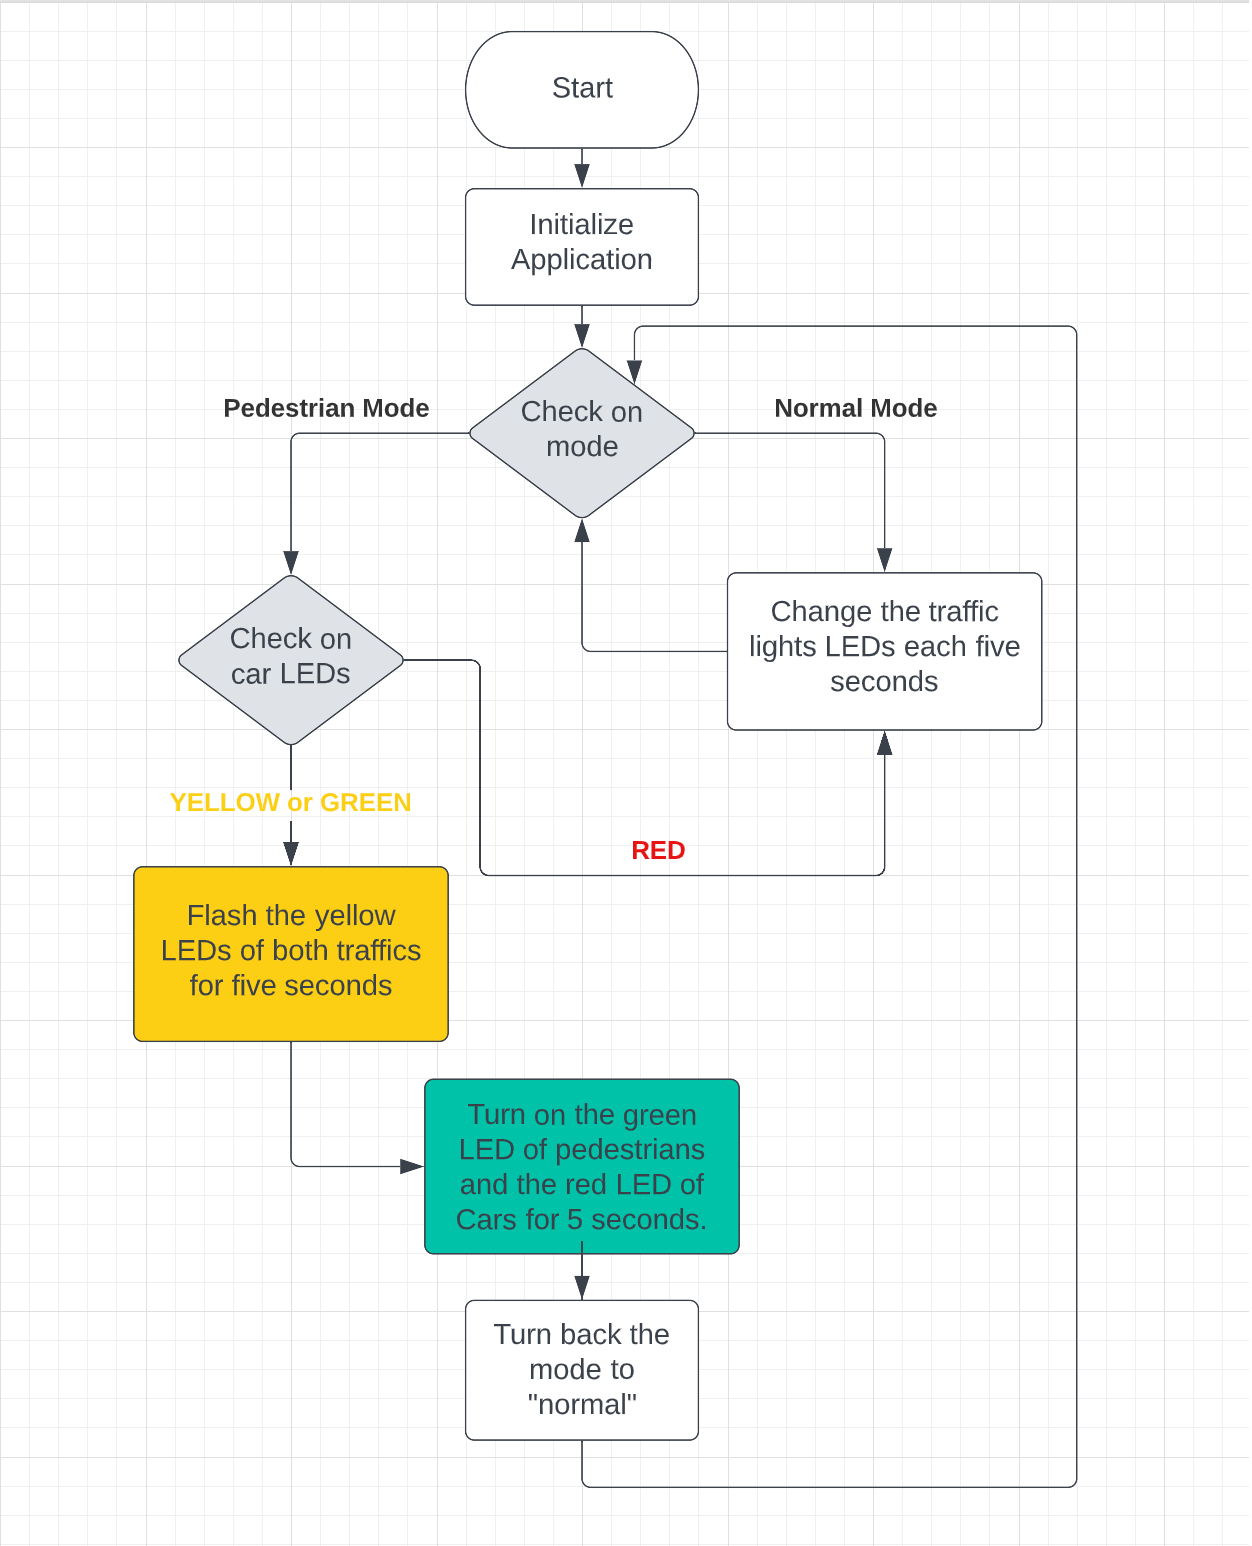 Start
Initialize
Application
Pedestrian Mode
Check on
mode
Normal Mode
Check on
car LEDs
Change the traffic
lights LEDs each five
seconds
YELLOW or GREEN
RED
Flash the yellow
LEDs of both traffics
for five seconds
Turn on the green
LED of pedestrians
and the red LED of
Cars for 5 seconds.
Turn back the
mode to
"normal"